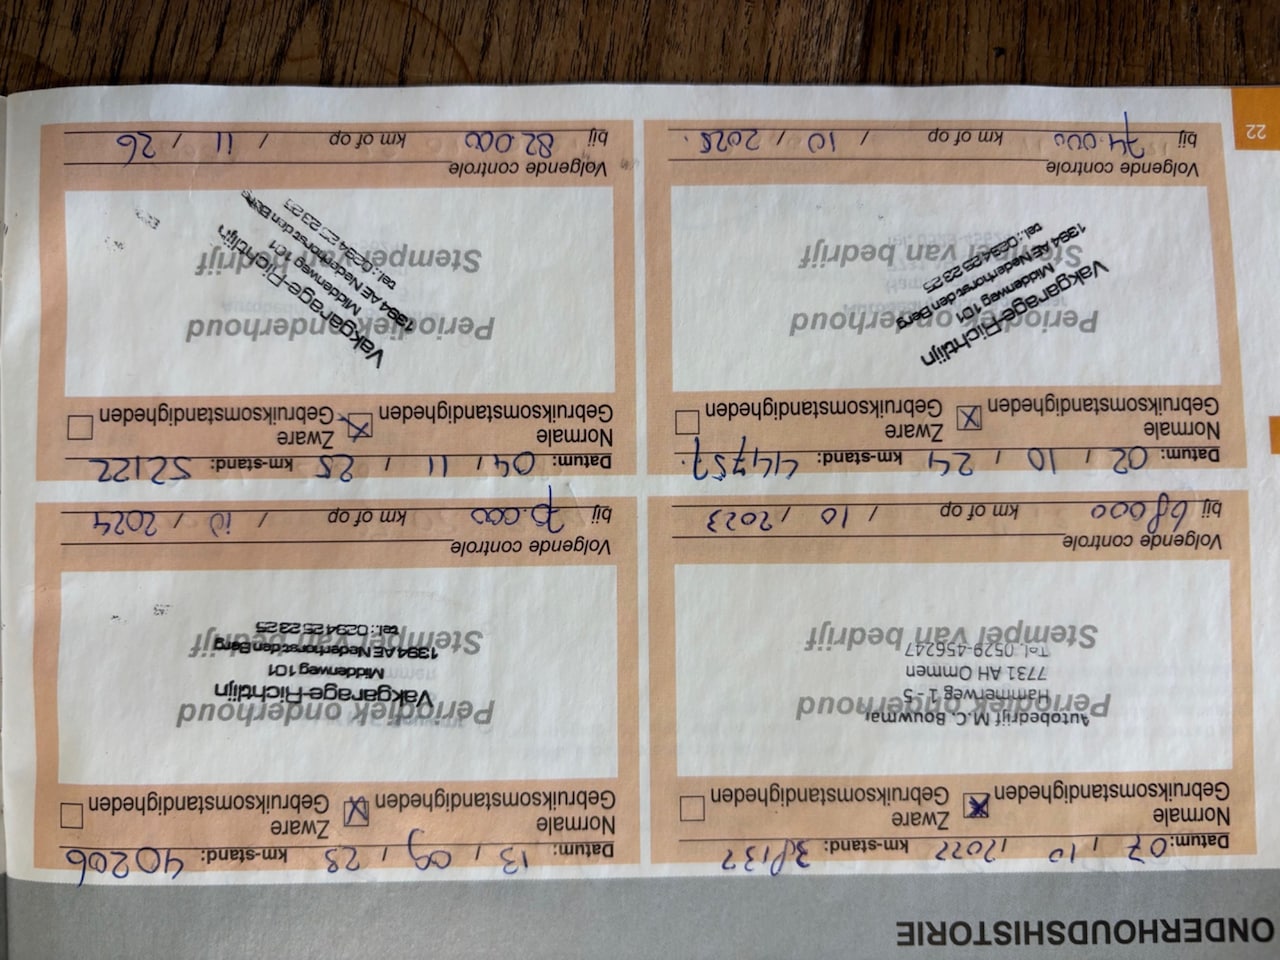 ONDERHOUDSHISTORIE
Datum: 07 / 10 / 2022 km-stand: 38132
Normale
Gebruiksomstandigheden
Zware
Gebruiksomstandigheden
Periodiek onderhoud
Stempel van bedrijf
Autobedrijf M.C. Bouwma
Hammerweg 1 - 5
7731 AH Ommen
Tel. 0529-456247
Volgende controle
bij 68000 km of op / 10 / 2023
Datum: 13 / 09 / 23 km-stand: 40206
Normale
Gebruiksomstandigheden
Zware
Gebruiksomstandigheden
Periodiek onderhoud
Stempel van bedrijf
Vakgarage-Richtlijn
Middenweg 101
1394 AE Nederhorst den Berg
tel.: 0294 25 23 25
Volgende controle
bij 70.000 km of op / 10 / 2024
Datum: 02 / 10 / 24 km-stand: 44757.
Normale
Gebruiksomstandigheden
Zware
Gebruiksomstandigheden
Periodiek onderhoud
Stempel van bedrijf
Vakgarage-Richtlijn
Middenweg 101
1394 AE Nederhorst den Berg
tel.: 0294 25 23 25
Volgende controle
bij 74.000 km of op / 10 / 2025.
Datum: 04 / 11 / 25 km-stand: 52122
Normale
Gebruiksomstandigheden
Zware
Gebruiksomstandigheden
Periodiek onderhoud
Stempel van bedrijf
Vakgarage-Richtlijn
Middenweg 101
1394 AE Nederhorst den Berg
tel.: 0294 25 23 25
Volgende controle
bij 82.000 km of op / 11 / 26
22